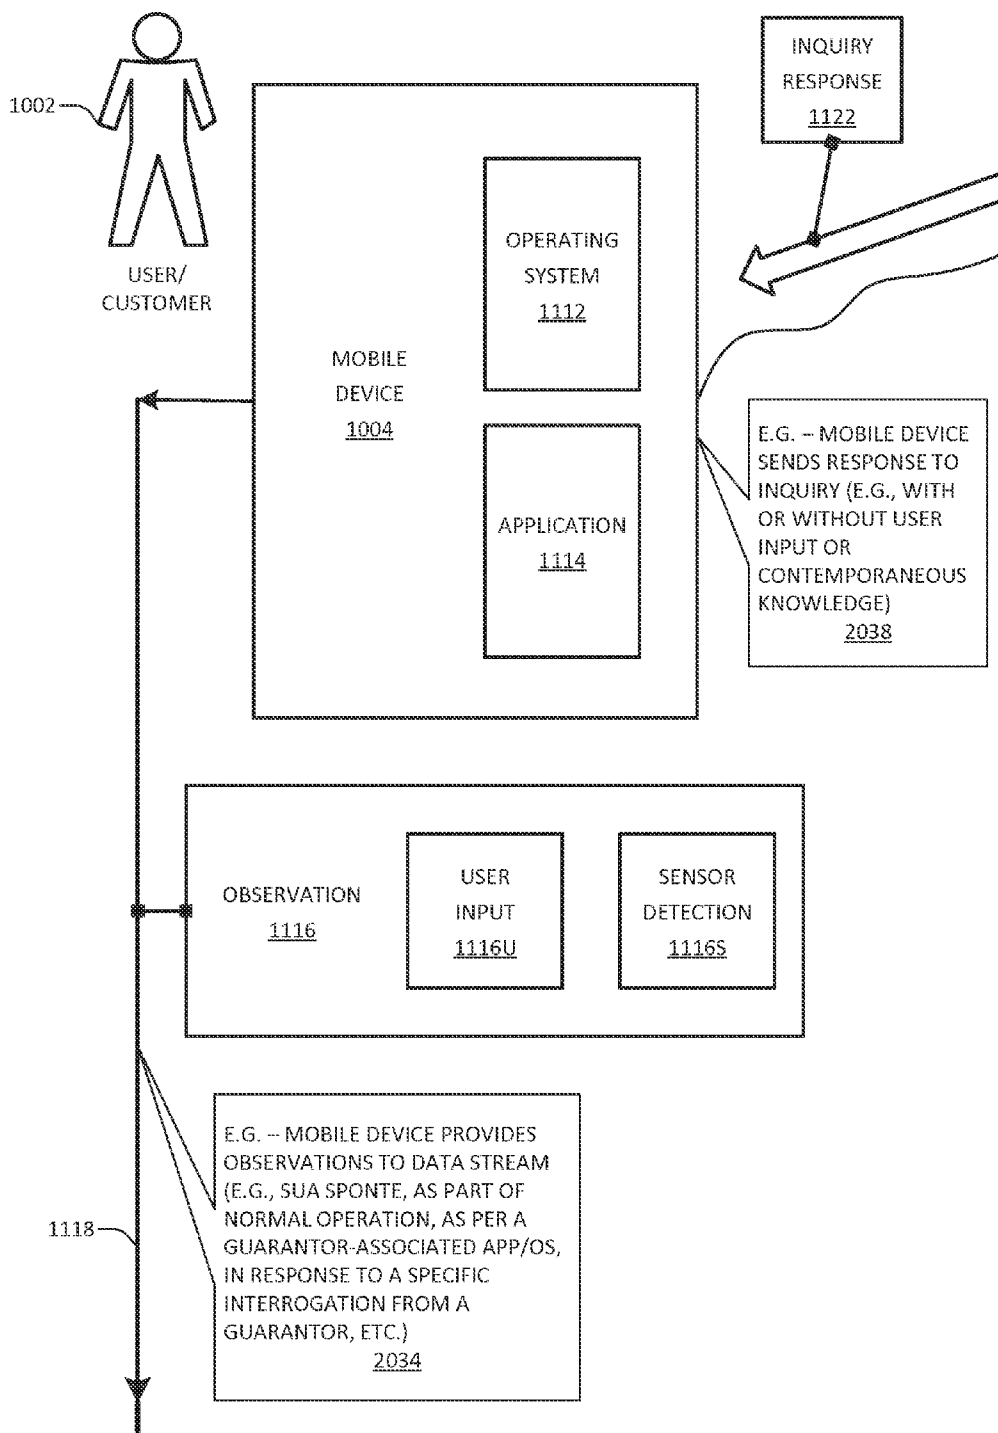 1002
USER/
CUSTOMER
INQUIRY
RESPONSE
1122
MOBILE
DEVICE
1004
OPERATING
SYSTEM
1112
APPLICATION
1114
E.G. – MOBILE DEVICE
SENDS RESPONSE TO
INQUIRY (E.G., WITH
OR WITHOUT USER
INPUT OR
CONTEMPORANEOUS
KNOWLEDGE)
2038
OBSERVATION
1116
USER
INPUT
1116U
SENSOR
DETECTION
1116S
E.G. – MOBILE DEVICE PROVIDES
OBSERVATIONS TO DATA STREAM
(E.G., SUA SPONTE, AS PART OF
NORMAL OPERATION, AS PER A
GUARANTOR-ASSOCIATED APP/OS,
IN RESPONSE TO A SPECIFIC
INTERROGATION FROM A
GUARANTOR, ETC.)
2034
1118